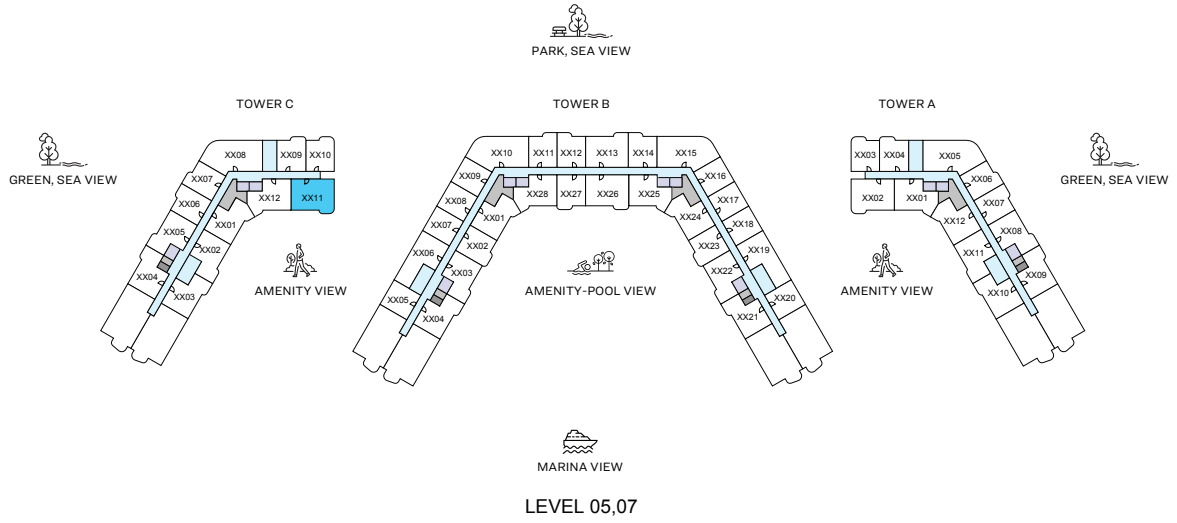 PARK, SEA VIEW
TOWER C
TOWER B
TOWER A
GREEN, SEA VIEW
GREEN, SEA VIEW
XX08
XX09
XX10
XX07
XX11
XX12
XX06
XX01
XX05
XX02
XX04
XX03
XX10
XX11
XX12
XX13
XX14
XX15
XX09
XX16
XX28
XX27
XX26
XX25
XX08
XX17
XX01
XX24
XX07
XX18
XX02
XX23
XX06
XX19
XX03
XX22
XX05
XX20
XX04
XX21
XX03
XX04
XX05
XX06
XX02
XX01
XX07
XX12
XX08
XX11
XX09
XX10
AMENITY VIEW
AMENITY-POOL VIEW
AMENITY VIEW
MARINA VIEW
LEVEL 05,07